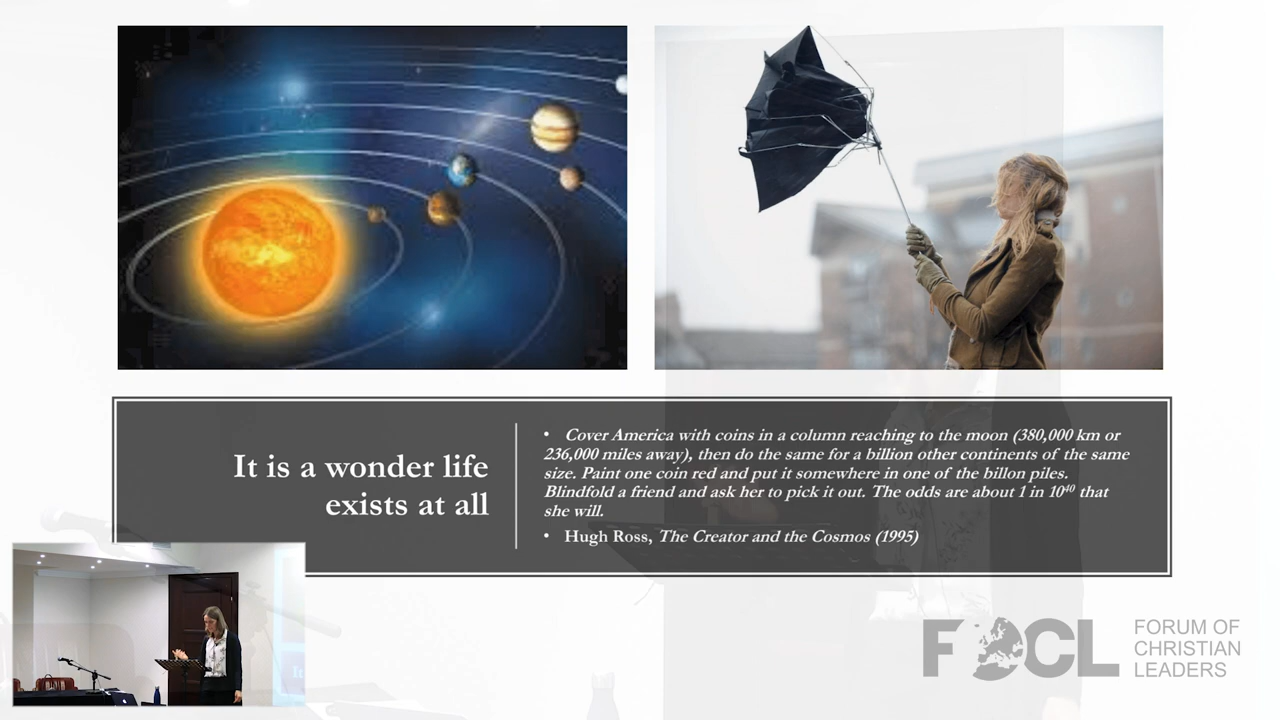 It is a wonder life
exists at all
• Cover America with coins in a column reaching to the moon (380,000 km or
236,000 miles away), then do the same for a billion other continents of the same
size. Paint one coin red and put it somewhere in one of the billon piles.
Blindfold a friend and ask her to pick it out. The odds are about 1 in 10⁴⁰ that
she will.
• Hugh Ross, The Creator and the Cosmos (1995)
FOCL
FORUM OF
CHRISTIAN
LEADERS